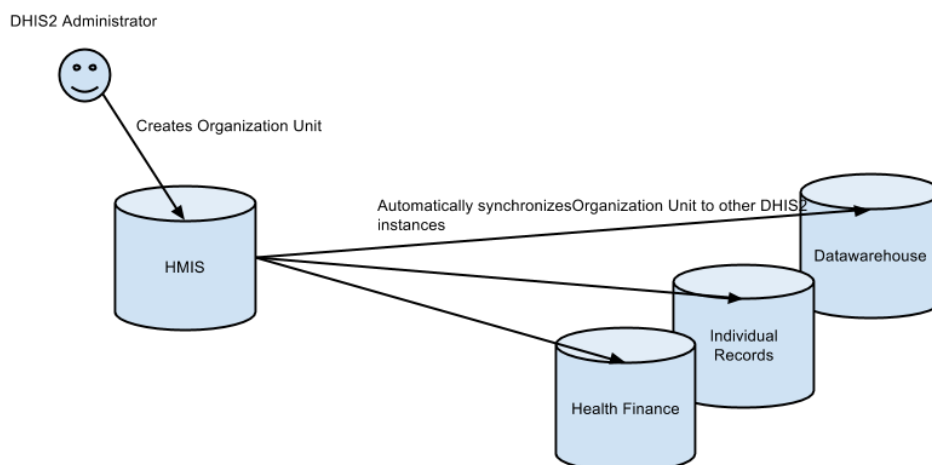 DHIS2 Administrator
Creates Organization Unit
Automatically synchronizesOrganization Unit to other DHIS2
instances
HMIS
Datawarehouse
Individual
Records
Health Finance